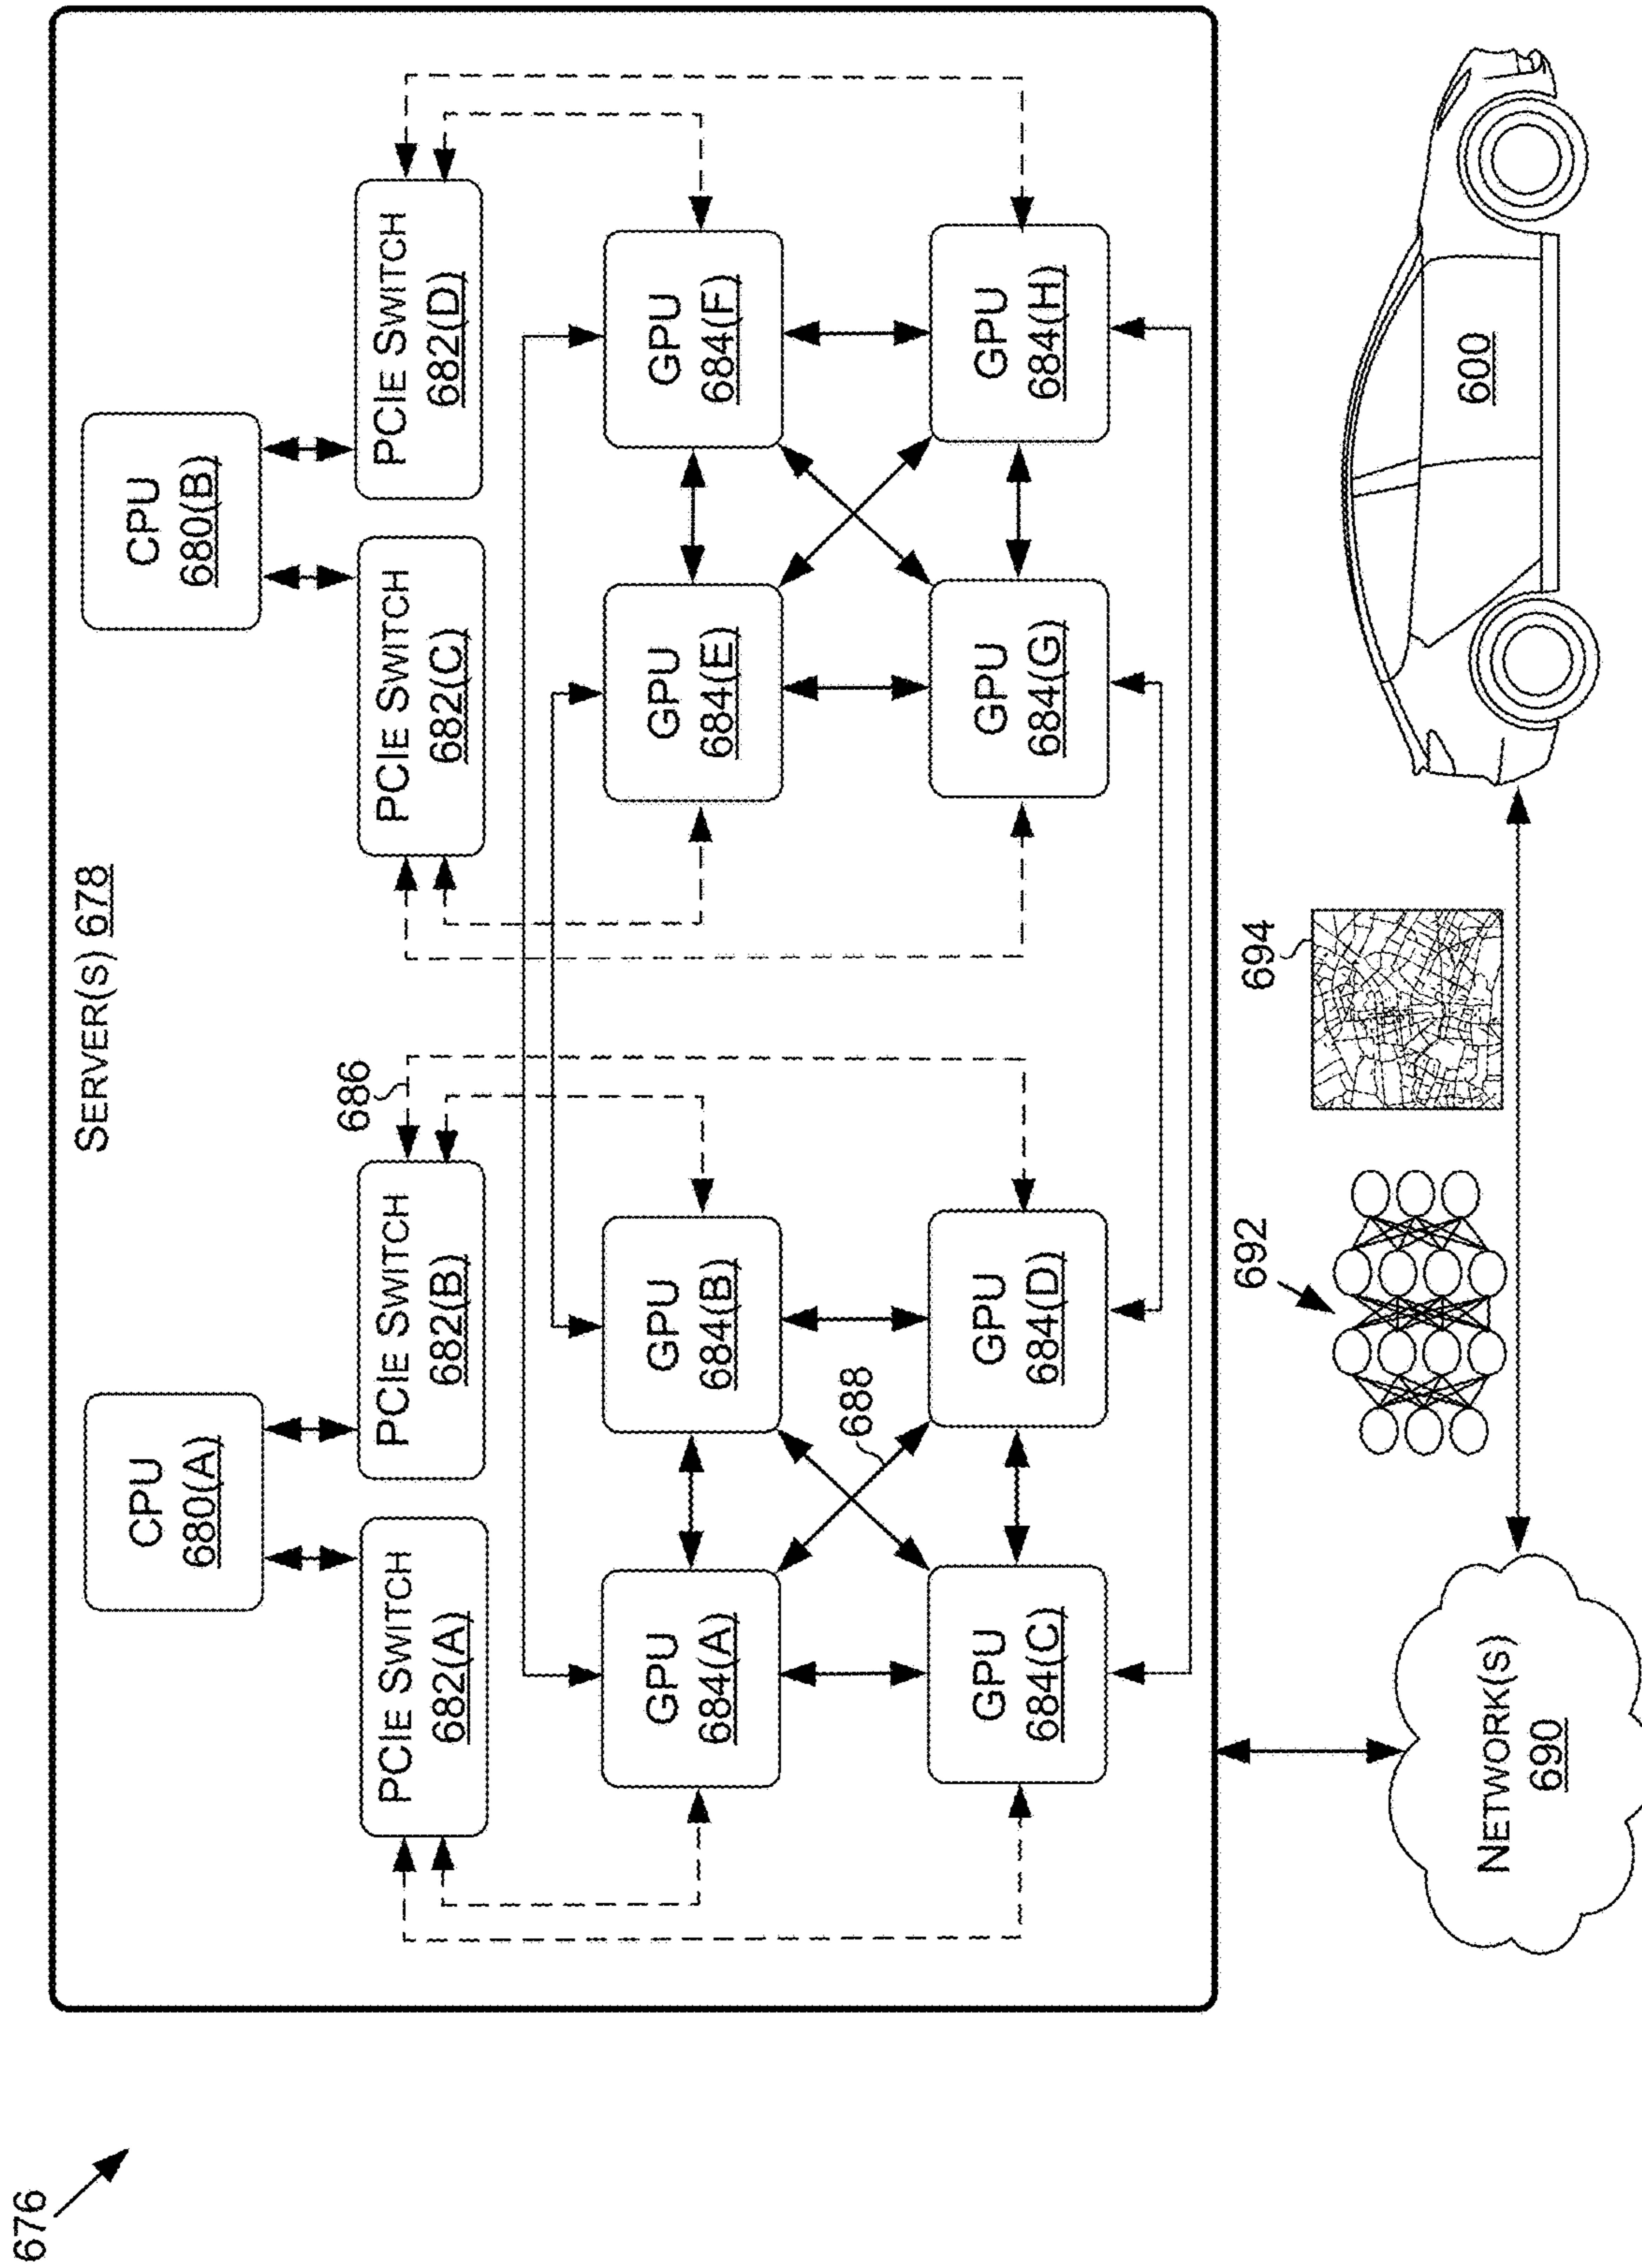 676
SERVER(S) 678
CPU
680(A)
CPU
680(B)
PCIE SWITCH
682(A)
PCIE SWITCH
682(B)
686
PCIE SWITCH
682(C)
PCIE SWITCH
682(D)
GPU
684(A)
GPU
684(B)
GPU
684(E)
GPU
684(F)
688
GPU
684(C)
GPU
684(D)
GPU
684(G)
GPU
684(H)
692
694
NETWORK(S)
690
600